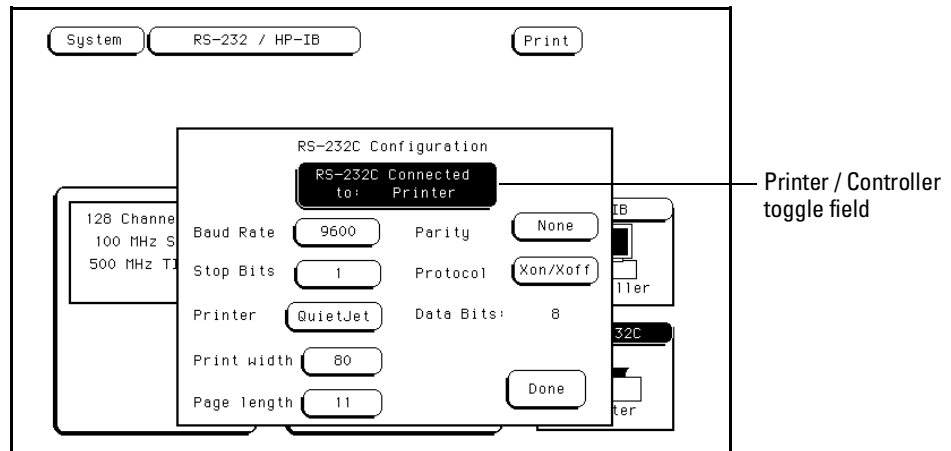 System RS-232 / HP-IB Print
RS-232C Configuration
RS-232C Connected
to: Printer
Printer / Controller
toggle field
128 Channe
100 MHz S
500 MHz TI
IB
Baud Rate 9600 Parity None
Stop Bits 1 Protocol Xon/Xoff
ller
Printer QuietJet Data Bits: 8
32C
Print width 80
Done
Page length 11
ter